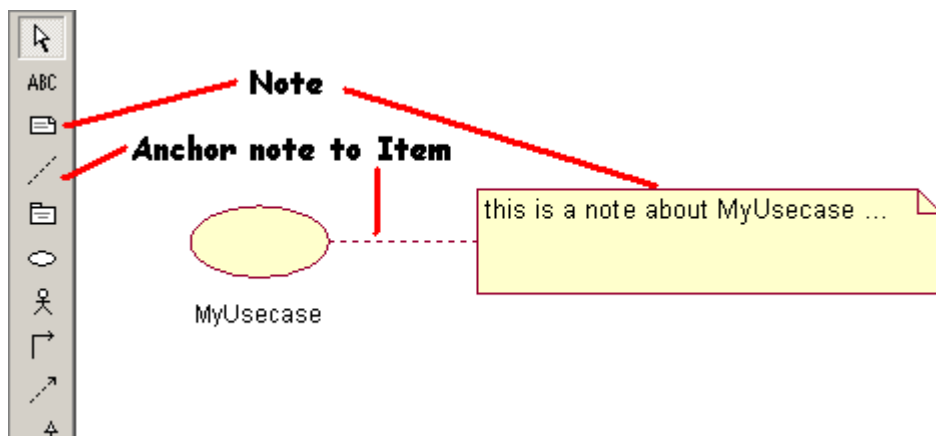 ABC
Note
Anchor note to Item
this is a note about MyUsecase ...
MyUsecase